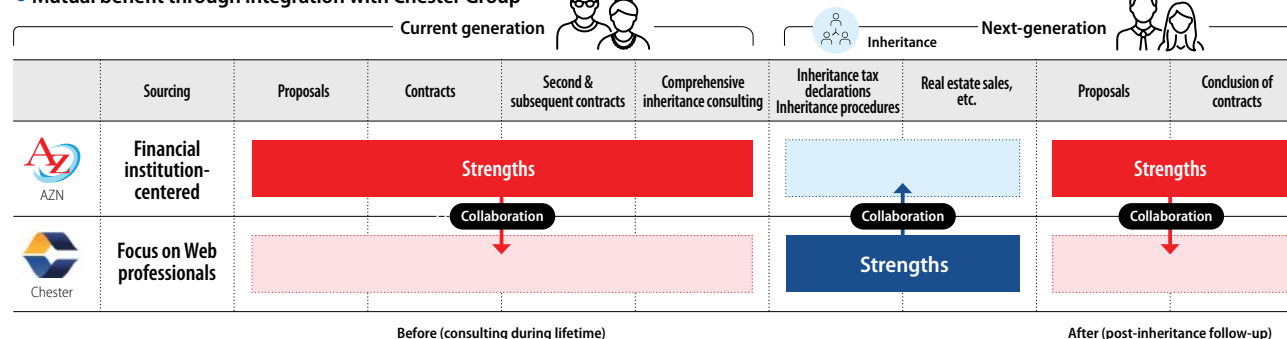 Mutual benefit through integration with Chester Group
Current generation
Inheritance
Next-generation
Sourcing
Proposals
Contracts
Second &
subsequent contracts
Comprehensive
inheritance consulting
Inheritance tax
declarations
Inheritance procedures
Real estate sales,
etc.
Proposals
Conclusion of
contracts
AZ
AZN
Financial
institution-
centered
Strengths
Strengths
Collaboration
Collaboration
Collaboration
Chester
Focus on Web
professionals
Strengths
Before (consulting during lifetime)
After (post-inheritance follow-up)